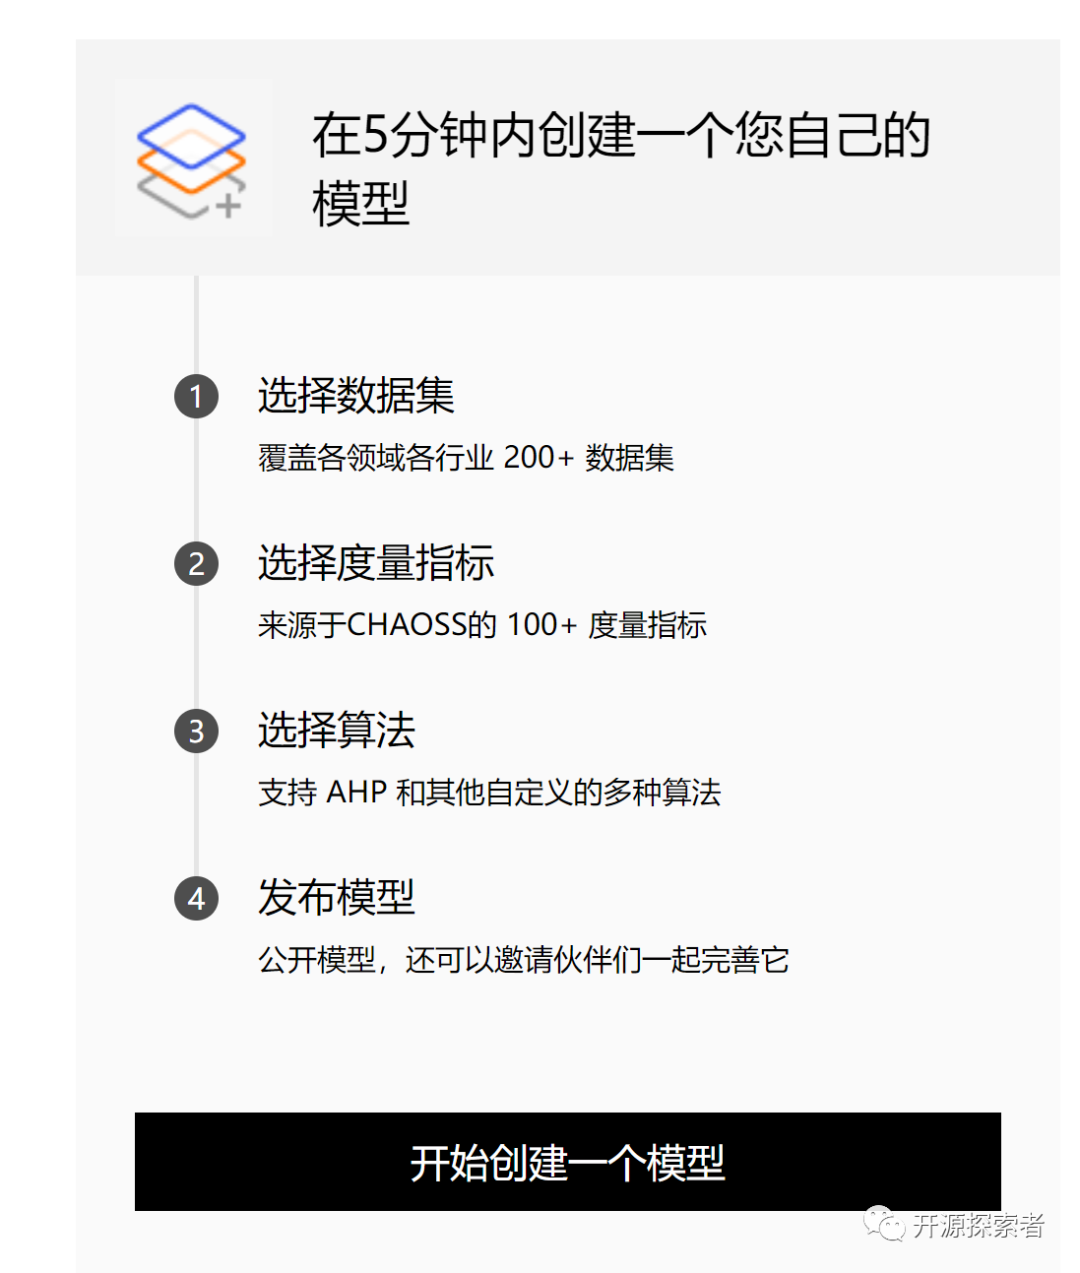 在5分钟内创建一个您自己的
模型
1 选择数据集
覆盖各领域各行业 200+ 数据集
2 选择度量指标
来源于CHAOSS的 100+ 度量指标
3 选择算法
支持 AHP 和其他自定义的多种算法
4 发布模型
公开模型，还可以邀请伙伴们一起完善它
开始创建一个模型
开源探索者